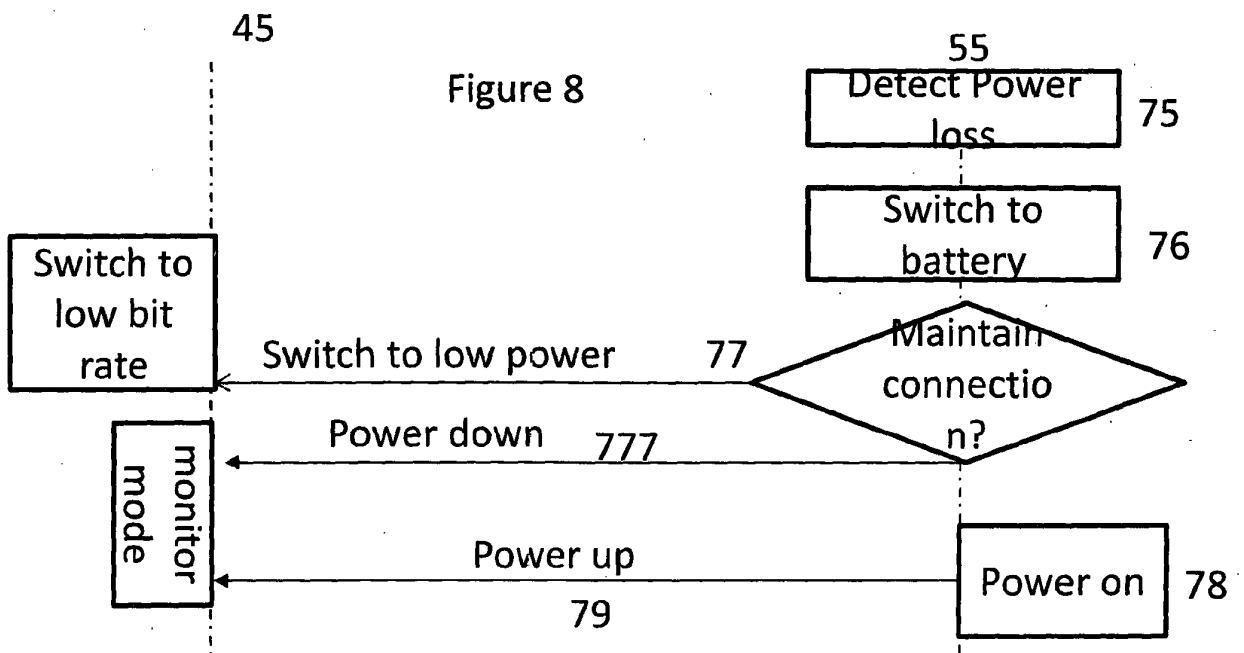 45
Figure 8
55
Detect Power
loss
75
Switch to
battery
76
Switch to
low bit
rate
Switch to low power
77
Maintain
connectio
n?
Power down
777
monitor
mode
Power up
79
Power on
78